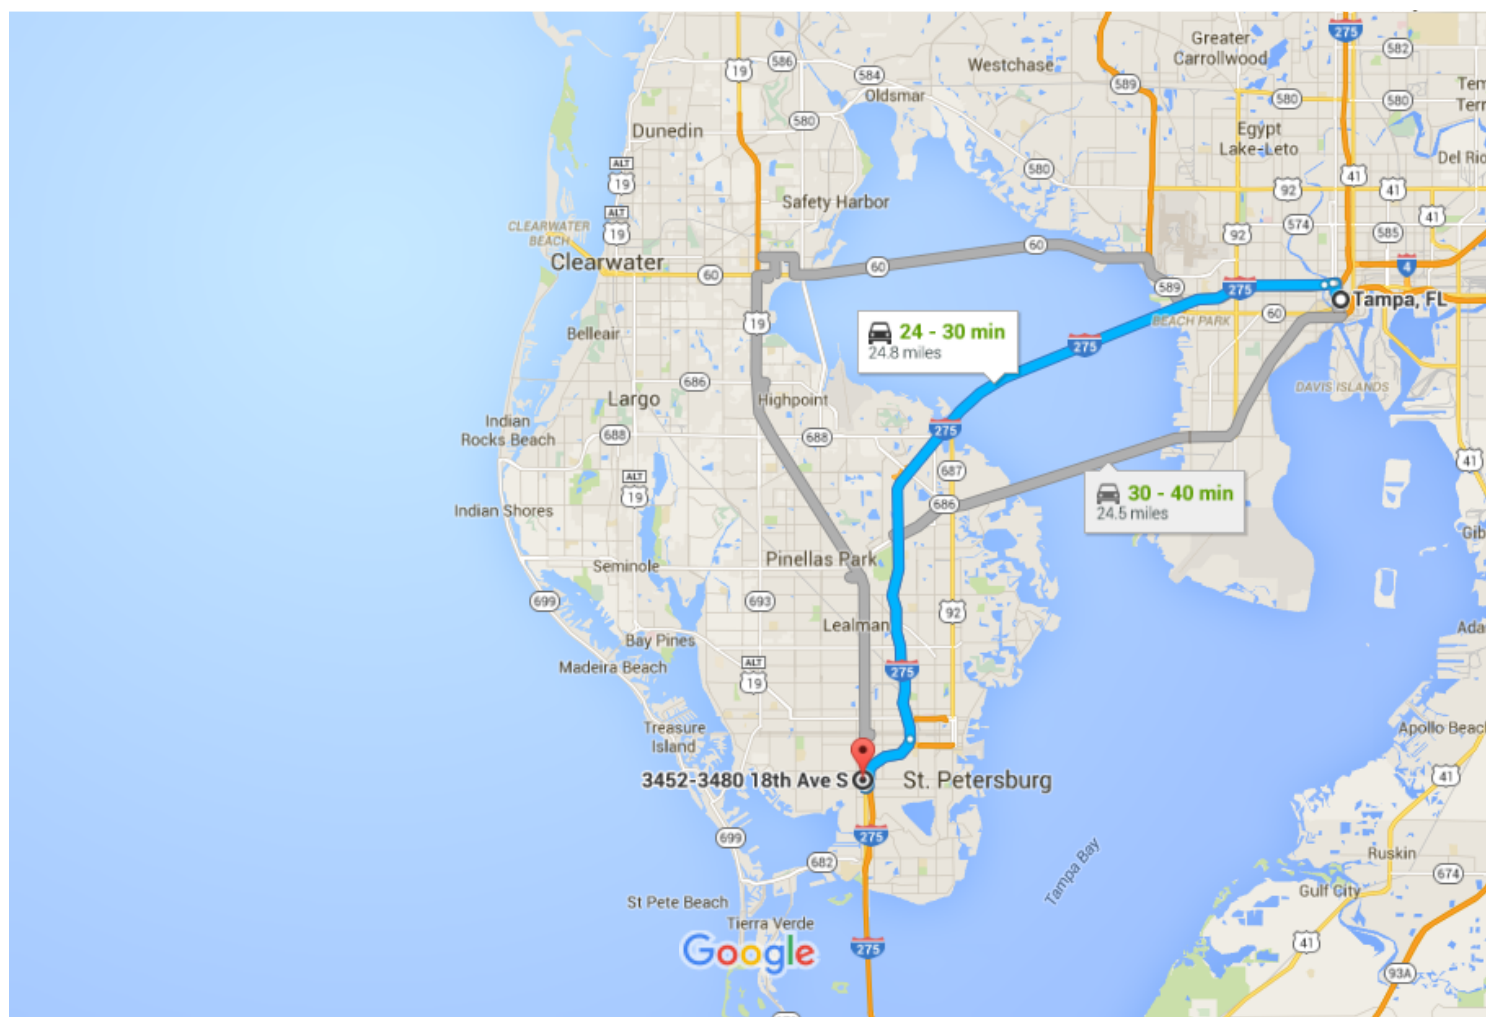 275
Greater
Carrollwood
582
19
586
Westchase
584
589
Tem
Terr
Oldsmar
580
580
580
Dunedin
Egypt
Lake-Leto
Del Rio
ALT
19
580
41
92
41
Safety Harbor
ALT
19
CLEARWATER
BEACH
574
41
92
585
60
Clearwater
60
60
4
589
275
Tampa, FL
BEACH PARK
60
19
24 - 30 min
24.8 miles
Belleair
275
686
Highpoint
DAVIS ISLANDS
Largo
Indian
Rocks Beach
688
688
275
41
687
ALT
19
30 - 40 min
24.5 miles
686
Indian Shores
Gib
Pinellas Park
Seminole
699
693
92
Lealman
Ada
Bay Pines
Madeira Beach
ALT
19
275
Treasure
Island
Apollo Beach
3452-3480 18th Ave S
St. Petersburg
41
699
275
682
Ruskin
674
Tampa Bay
Gulf City
St Pete Beach
Tierra Verde
Google
275
41
93A